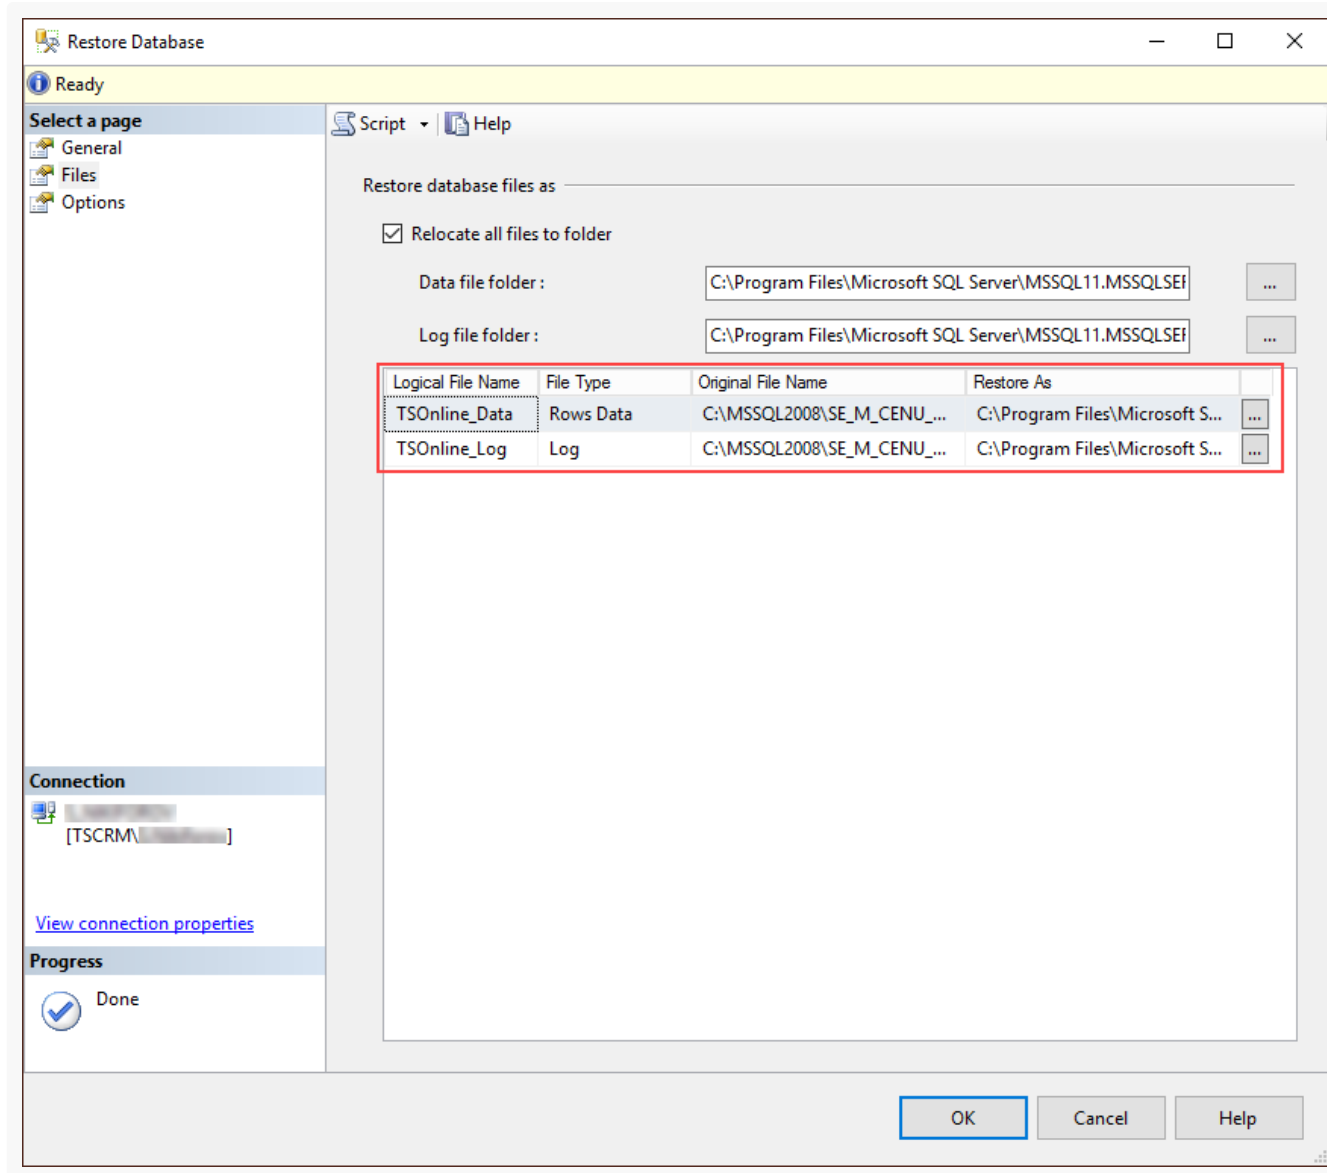 Restore Database
Ready
Select a page
General
Files
Options
Script
Help
Restore database files as
Relocate all files to folder
Data file folder :
C:\Program Files\Microsoft SQL Server\MSSQL11.MSSQLSEF
...
Log file folder :
C:\Program Files\Microsoft SQL Server\MSSQL11.MSSQLSEF
...
Logical File Name File Type Original File Name Restore As
TSOnline_Data Rows Data C:\MSSQL2008\SE_M_CENU_... C:\Program Files\Microsoft S... ...
TSOnline_Log Log C:\MSSQL2008\SE_M_CENU_... C:\Program Files\Microsoft S... ...
Connection
[TSCRM\ ]
View connection properties
Progress
Done
OK Cancel Help